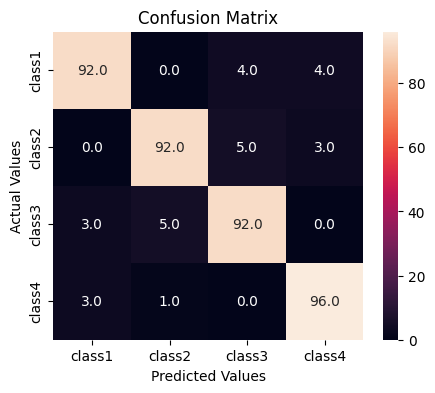 Confusion Matrix
Actual Values
class1 92.0 0.0 4.0 4.0
class2 0.0 92.0 5.0 3.0
class3 3.0 5.0 92.0 0.0
class4 3.0 1.0 0.0 96.0
class1 class2 class3 class4
Predicted Values
80
60
40
20
0